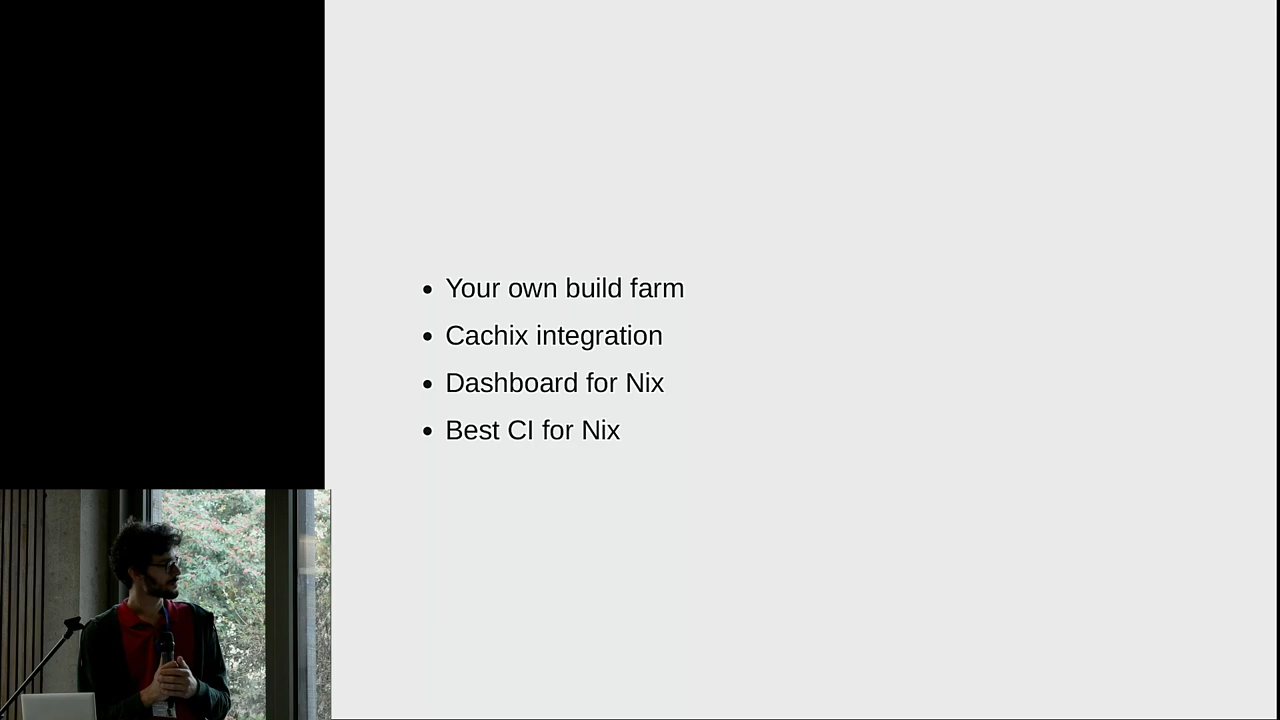 Your own build farm
Cachix integration
Dashboard for Nix
Best CI for Nix